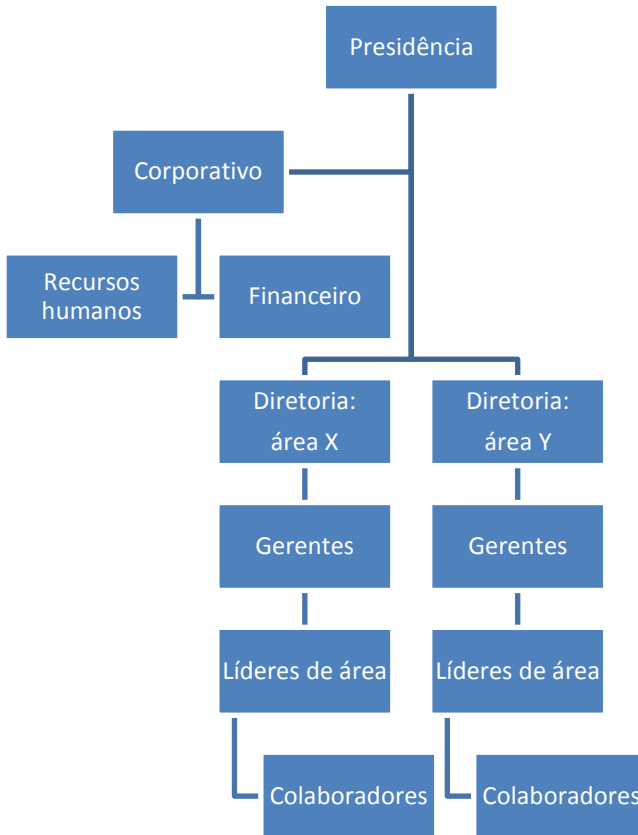 Presidência
Corporativo
Recursos
humanos
Financeiro
Diretoria:
área X
Diretoria:
área Y
Gerentes
Gerentes
Líderes de área
Líderes de área
Colaboradores
Colaboradores